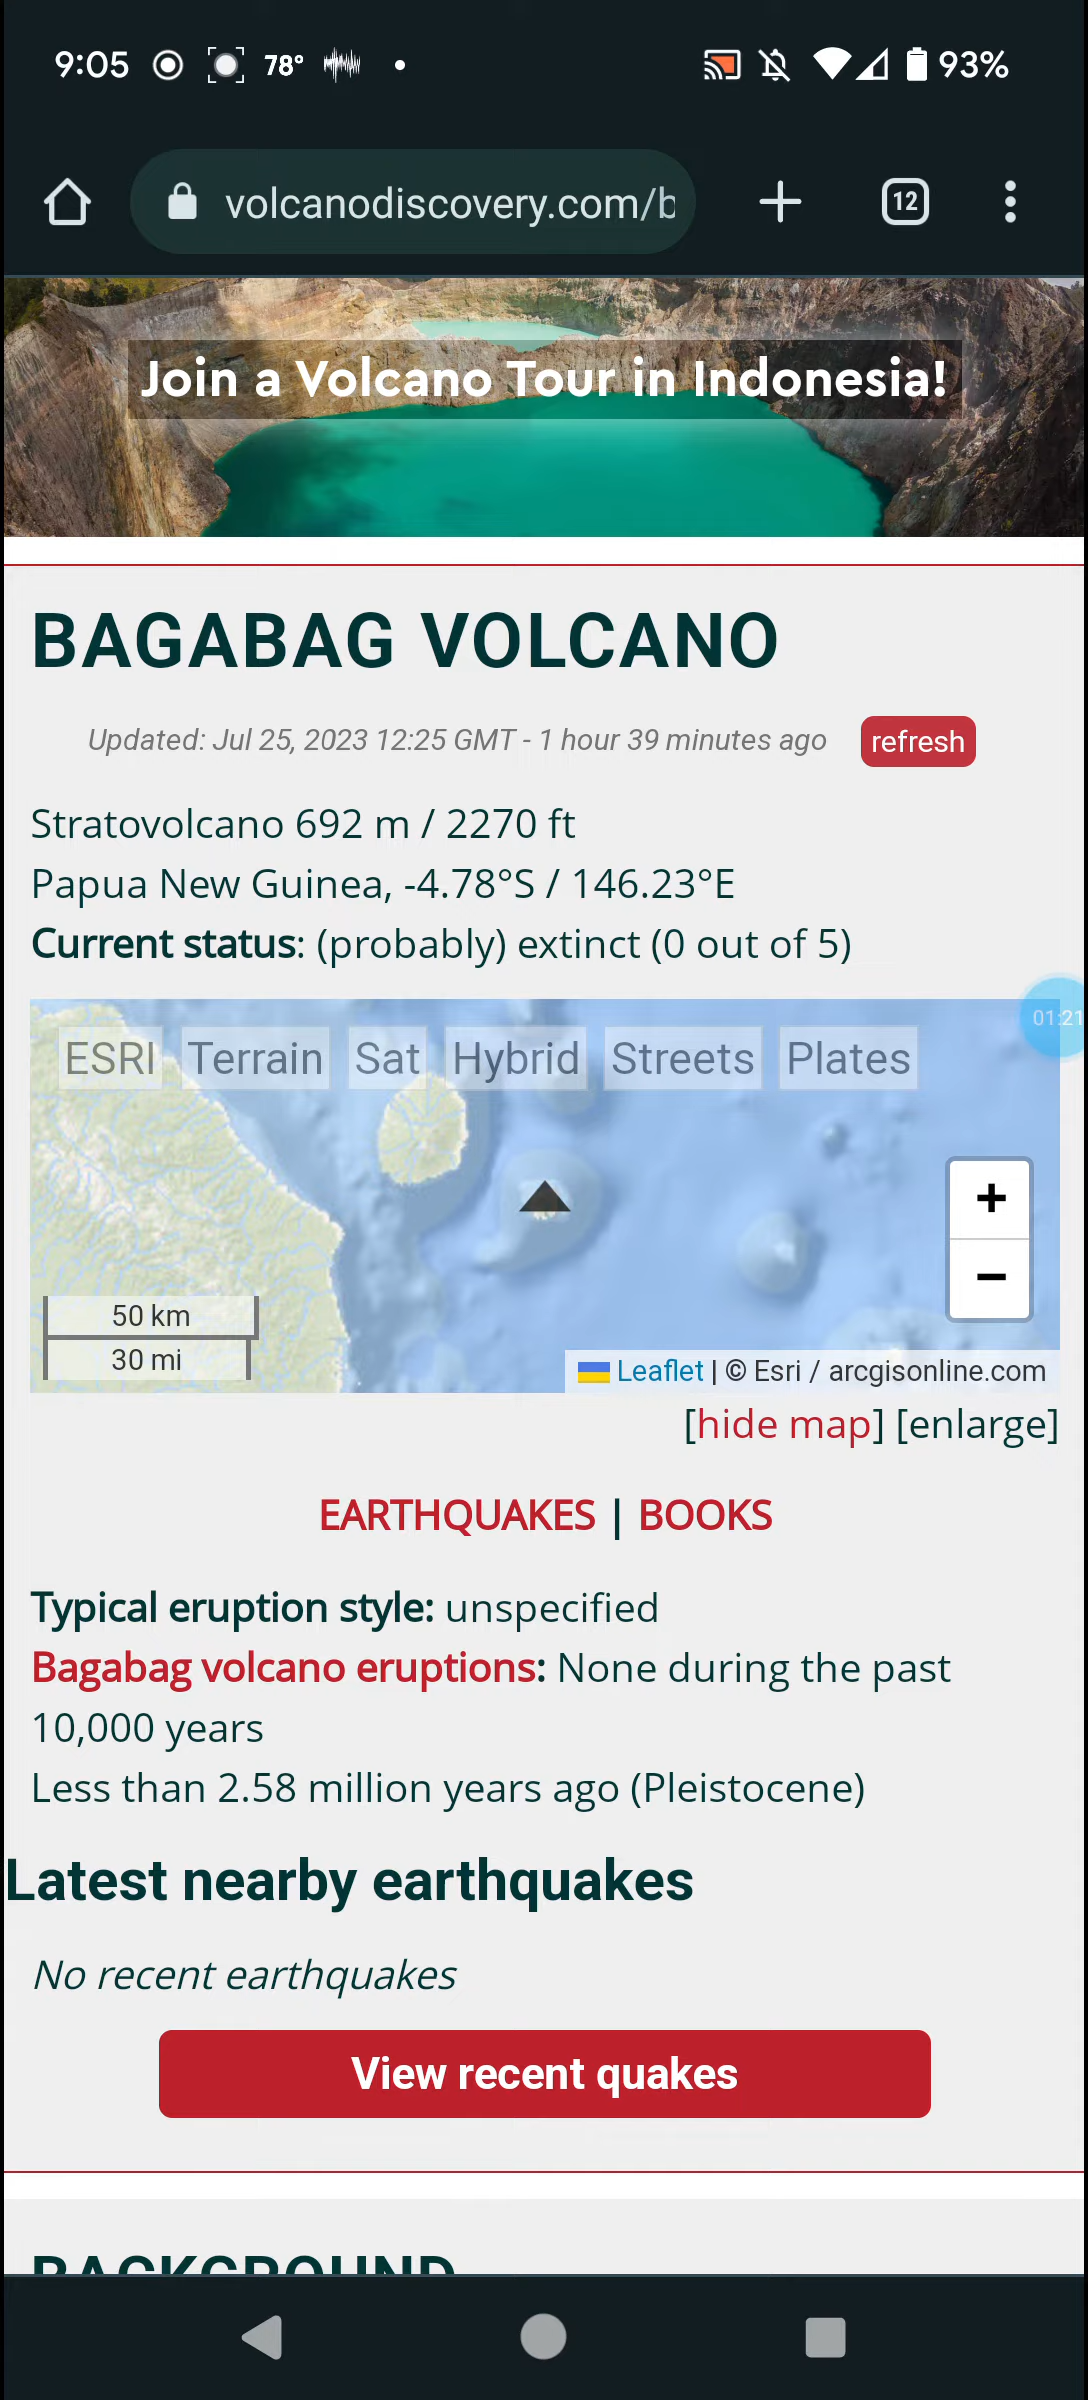 9:05 78° 93%
volcanodiscovery.com/b
12
Join a Volcano Tour in Indonesia!
BAGABAG VOLCANO
Updated: Jul 25, 2023 12:25 GMT - 1 hour 39 minutes ago refresh
Stratovolcano 692 m / 2270 ft
Papua New Guinea, -4.78°S / 146.23°E
Current status: (probably) extinct (0 out of 5)
01:21
ESRI Terrain Sat Hybrid Streets Plates
+
−
50 km
30 mi
Leaflet | © Esri / arcgisonline.com
[hide map] [enlarge]
EARTHQUAKES | BOOKS
Typical eruption style: unspecified
Bagabag volcano eruptions: None during the past
10,000 years
Less than 2.58 million years ago (Pleistocene)
Latest nearby earthquakes
No recent earthquakes
View recent quakes
BACKGROUND